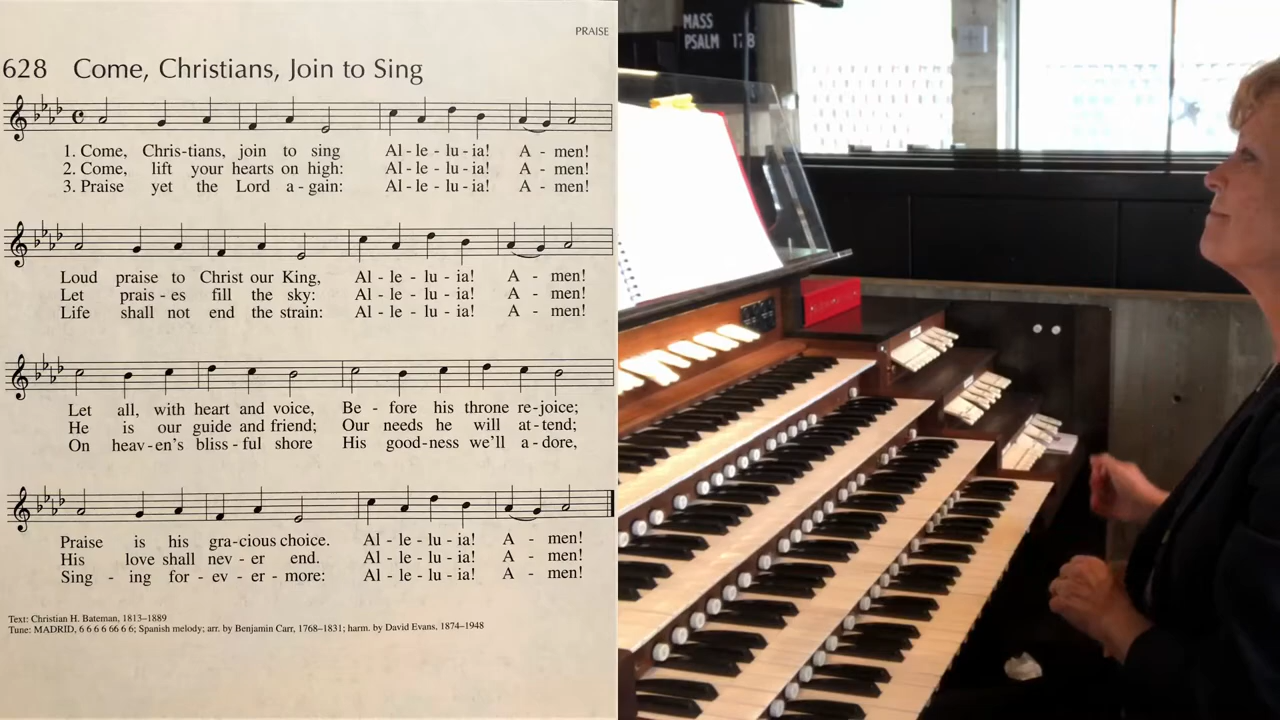 PRAISE
628 Come, Christians, Join to Sing
1. Come, Chris-tians, join to sing Al - le - lu - ia! A - men!
2. Come, lift your hearts on high: Al - le - lu - ia! A - men!
3. Praise yet the Lord a - gain: Al - le - lu - ia! A - men!
Loud praise to Christ our King, Al - le - lu - ia! A - men!
Let prais - es fill the sky: Al - le - lu - ia! A - men!
Life shall not end the strain: Al - le - lu - ia! A - men!
Let all, with heart and voice, Be - fore his throne re-joice;
He is our guide and friend; Our needs he will at - tend;
On heav-en's bliss - ful shore His good-ness we'll a - dore,
Praise is his gra-cious choice. Al - le - lu - ia! A - men!
His love shall nev - er end. Al - le - lu - ia! A - men!
Sing - ing for - ev - er - more: Al - le - lu - ia! A - men!
Text: Christian H. Bateman, 1813–1889
Tune: MADRID, 6 6 6 6 66 6 6; Spanish melody; arr. by Benjamin Carr, 1768–1831; harm. by David Evans, 1874–1948
MASS
PSALM